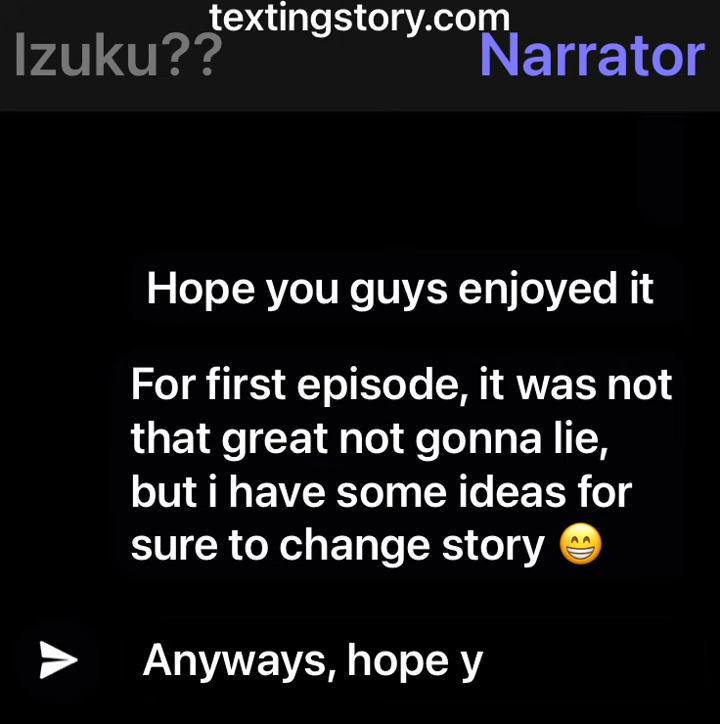 textingstory.com
Izuku?? Narrator
Hope you guys enjoyed it
For first episode, it was not
that great not gonna lie,
but i have some ideas for
sure to change story 😁
Anyways, hope y